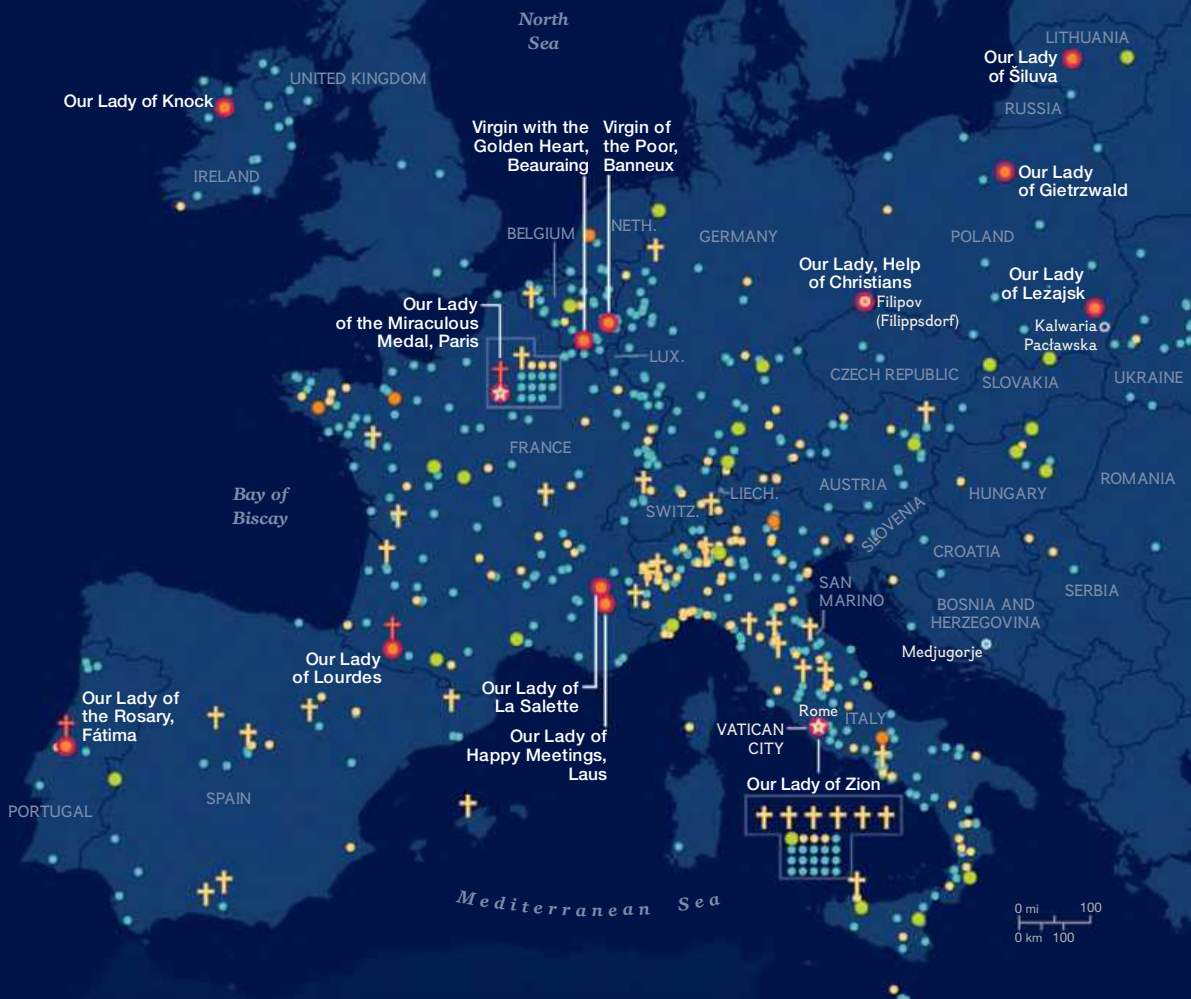 North
Sea
LITHUANIA
Our Lady
of Šiluva
RUSSIA
UNITED KINGDOM
Our Lady of Knock
IRELAND
Virgin with the
Golden Heart,
Beauraing
Virgin of
the Poor,
Banneux
Our Lady
of Gietrzwald
BELGIUM
NETH.
GERMANY
POLAND
Our Lady, Help
of Christians
Filipov
(Filippsdorf)
Our Lady
of Lezajsk
Kalwaria
Pacławska
Our Lady
of the Miraculous
Medal, Paris
LUX.
CZECH REPUBLIC
SLOVAKIA
UKRAINE
FRANCE
Bay of
Biscay
LIECH.
SWITZ.
AUSTRIA
SLOVENIA
HUNGARY
ROMANIA
CROATIA
SAN
MARINO
BOSNIA AND
HERZEGOVINA
SERBIA
Medjugorje
Our Lady
of Lourdes
Our Lady of
La Salette
Our Lady of
the Rosary,
Fátima
Our Lady of
Happy Meetings,
Laus
Rome
ITALY
VATICAN
CITY
Our Lady of Zion
PORTUGAL
SPAIN
Mediterranean Sea
0 mi 100
0 km 100